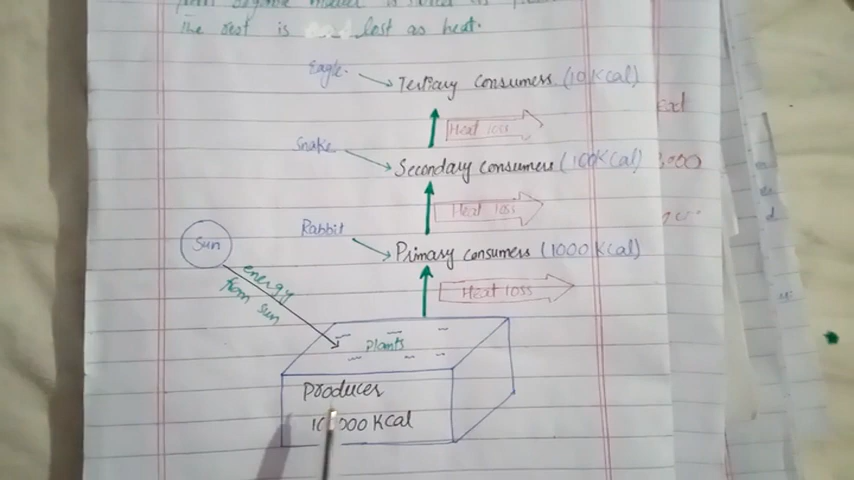 The rest is lost as heat.
Eagle. Tertiary consumers (10 Kcal)
Heat loss
Snake Secondary consumers (100 Kcal)
Heat loss
Rabbit Primary consumers (1000 Kcal)
Sun
energy from sun
Heat loss
Plants
Producer
000 Kcal